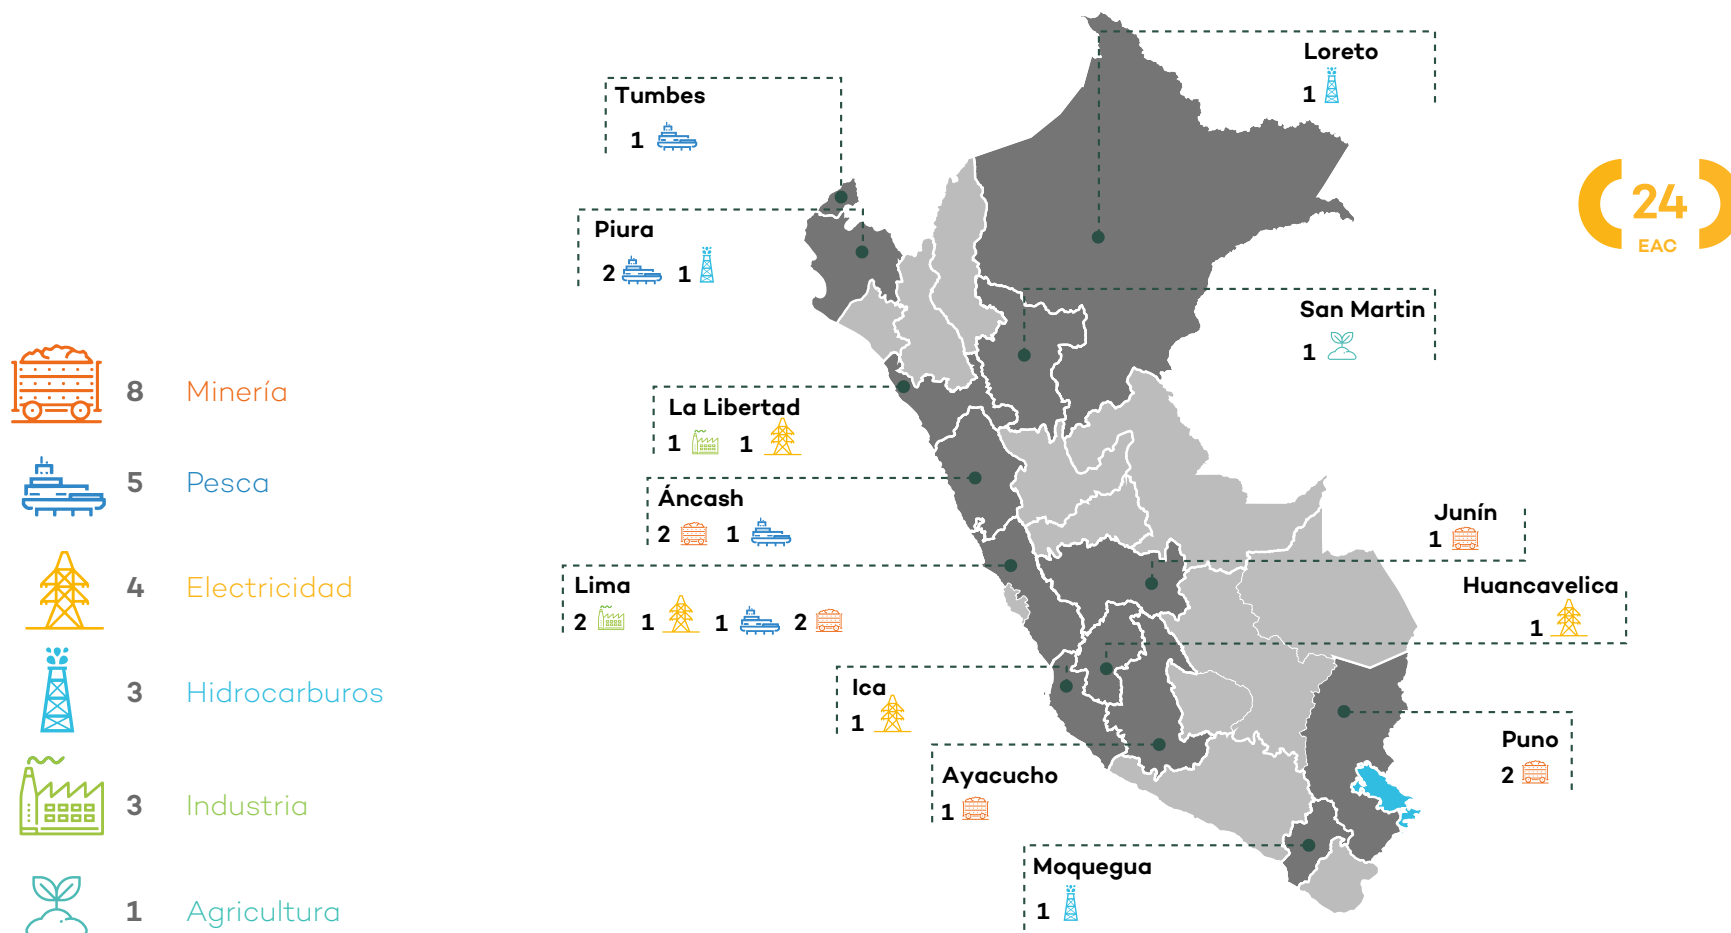 Loreto
1
Tumbes
1
24
EAC
Piura
2 1
San Martin
1
8 Minería
La Libertad
1 1
5 Pesca
Áncash
2 1
Junín
1
4 Electricidad
Lima
2 1 1 2
Huancavelica
1
3 Hidrocarburos
Ica
1
Puno
2
Ayacucho
1
3 Industria
Moquegua
1
1 Agricultura